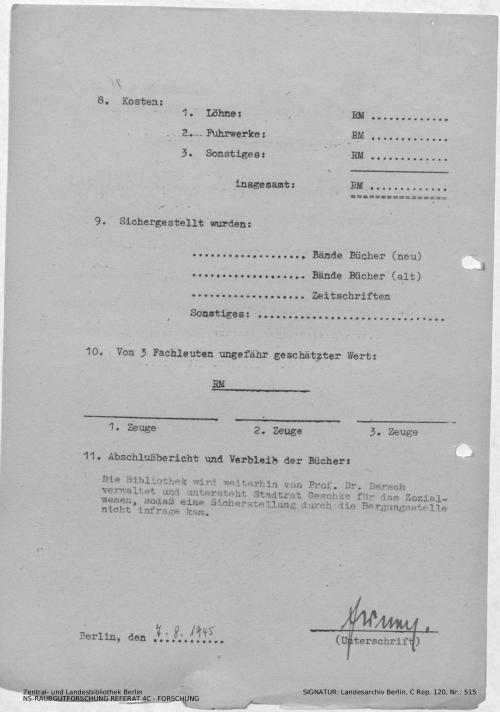 8. Kosten:
1. Löhne: RM .............
2. Fuhrwerke: RM .............
3. Sonstiges: RM .............
insgesamt: RM .............
9. Sichergestellt wurden:
................... Bände Bücher (neu)
................... Bände Bücher (alt)
................... Zeitschriften
Sonstiges: ...............................
10. Von 3 Fachleuten ungefähr geschätzter Wert:
RM
1. Zeuge 2. Zeuge 3. Zeuge
11. Abschlußbericht und Verbleib der Bücher:
Die Bibliothek wird weiterhin von Prof. Dr. Dersch
verwaltet und untersteht Stadtrat Geschke für das Sozial-
wesen, sodaß eine Sicherstellung durch die Bergungsstelle
nicht infrage kam.
Berlin, den 7.8.1945
(Unterschrift)
Zentral- und Landesbibliothek Berlin
NS-RAUBGUTFORSCHUNG REFERAT 4C - FORSCHUNG
SIGNATUR: Landesarchiv Berlin, C Rep. 120, Nr.: 515